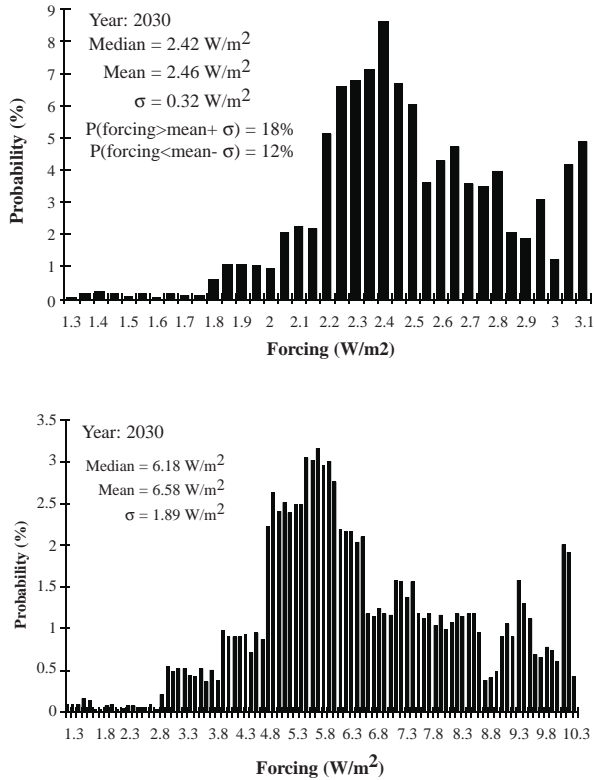 9
8
7
6
5
4
3
2
1
0
Probability (%)
Year: 2030
Median = 2.42 W/m2
Mean = 2.46 W/m2
σ = 0.32 W/m2
P(forcing>mean+ σ) = 18%
P(forcing<mean- σ) = 12%
1.3 1.4 1.5 1.6 1.7 1.8 1.9 2 2.1 2.2 2.3 2.4 2.5 2.6 2.7 2.8 2.9 3 3.1
Forcing (W/m2)
3.5
3
2.5
2
1.5
1
0.5
0
Probability (%)
Year: 2030
Median = 6.18 W/m2
Mean = 6.58 W/m2
σ = 1.89 W/m2
1.3 1.8 2.3 2.8 3.3 3.8 4.3 4.8 5.3 5.8 6.3 6.8 7.3 7.8 8.3 8.8 9.3 9.8 10.3
Forcing (W/m2)